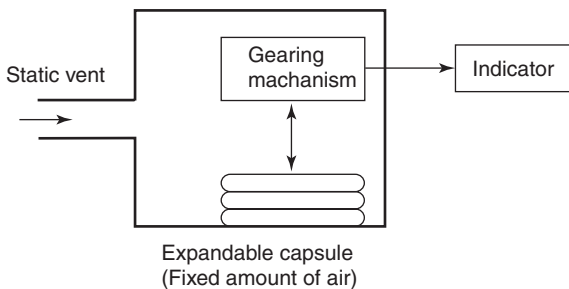 Static vent
Gearing
machanism
Indicator
Expandable capsule
(Fixed amount of air)